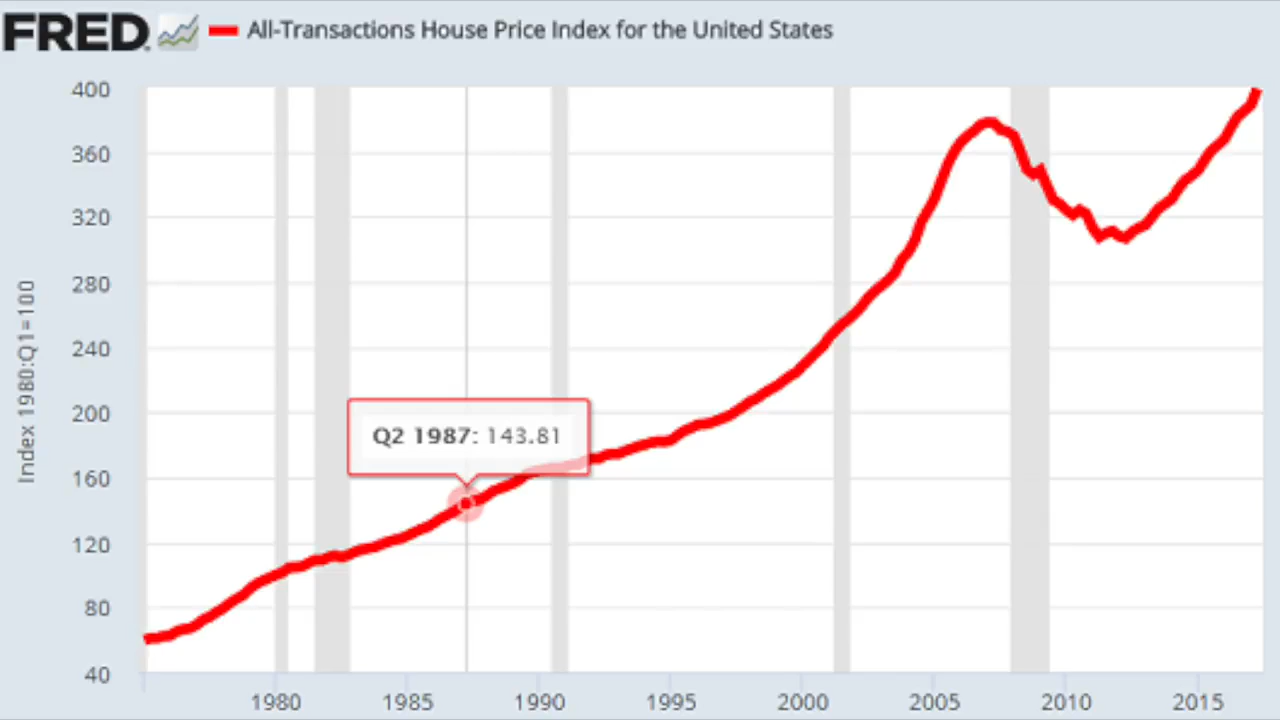 FRED
All-Transactions House Price Index for the United States
Index 1980:Q1=100
400
360
320
280
240
200
160
120
80
40
Q2 1987: 143.81
1980 1985 1990 1995 2000 2005 2010 2015